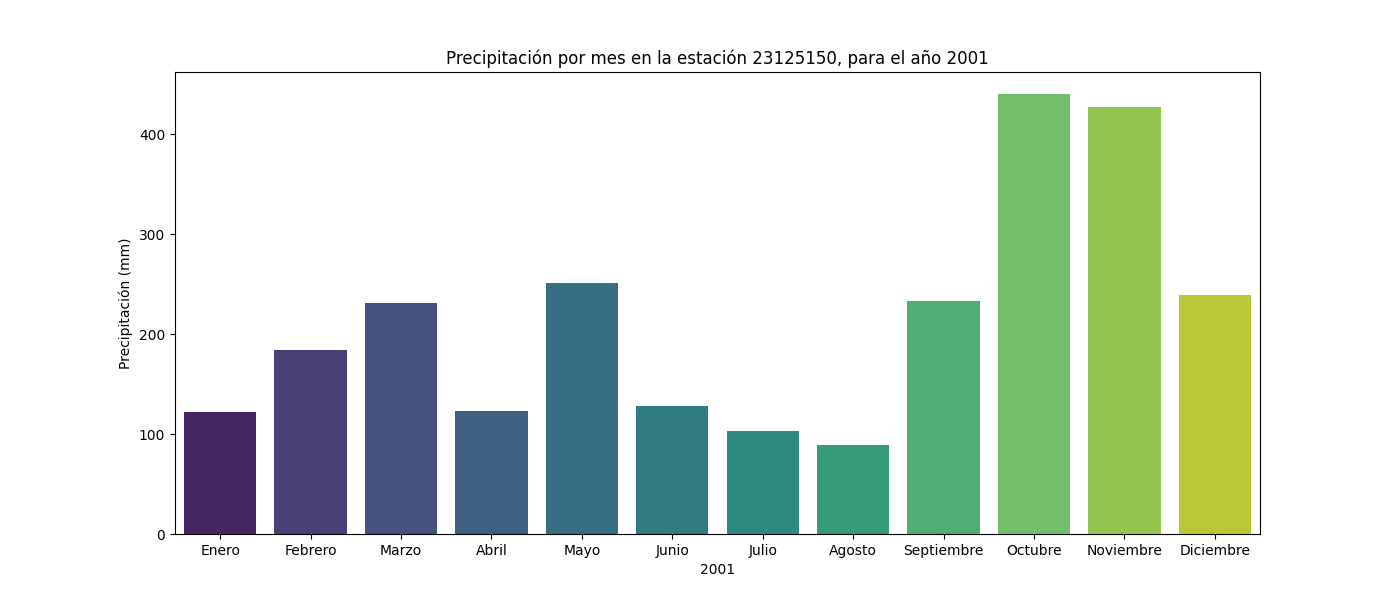 Precipitación por mes en la estación 23125150, para el año 2001
Precipitación (mm)
400
300
200
100
0
Enero Febrero Marzo Abril Mayo Junio Julio Agosto Septiembre Octubre Noviembre Diciembre
2001